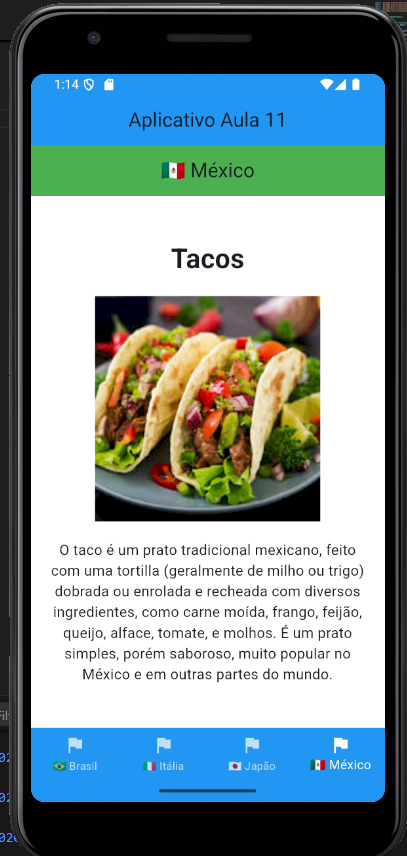 1:14
Aplicativo Aula 11
🇲🇽 México
Tacos
O taco é um prato tradicional mexicano, feito
com uma tortilla (geralmente de milho ou trigo)
dobrada ou enrolada e recheada com diversos
ingredientes, como carne moída, frango, feijão,
queijo, alface, tomate, e molhos. É um prato
simples, porém saboroso, muito popular no
México e em outras partes do mundo.
🇧🇷 Brasil
🇮🇹 Itália
🇯🇵 Japão
🇲🇽 México